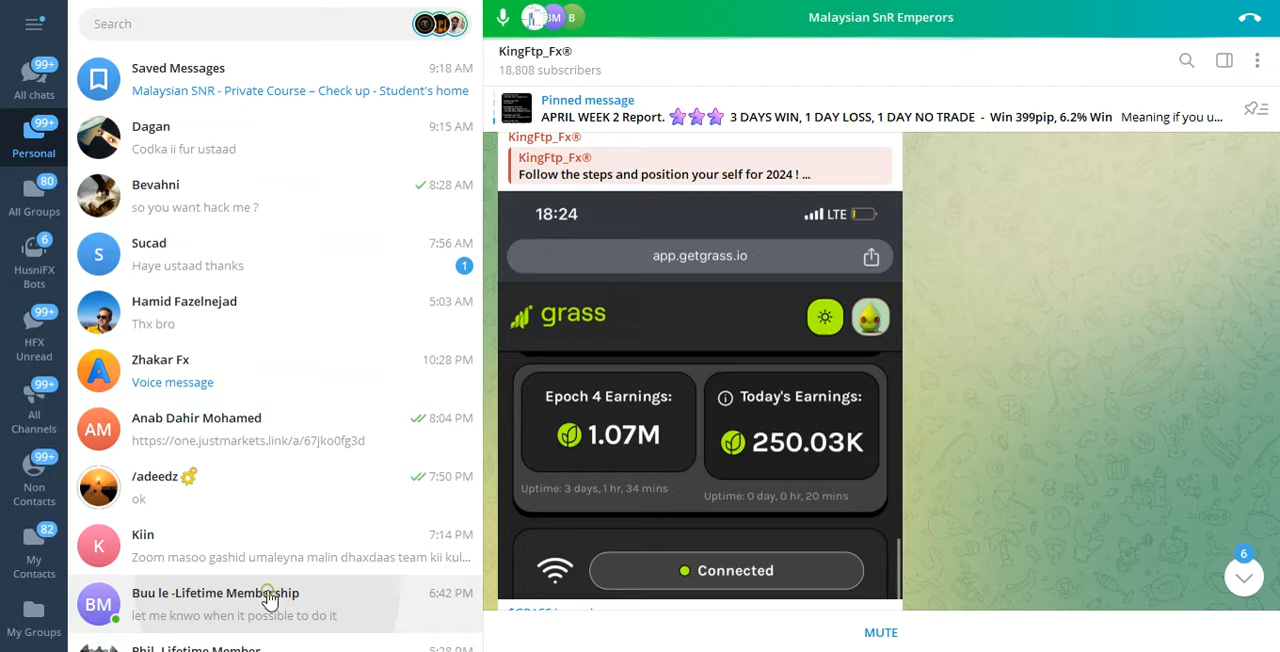 Search
99+
All chats
99+
Personal
80
All Groups
6
HusniFX
Bots
99+
HFX
Unread
99+
All
Channels
99+
Non
Contacts
82
My
Contacts
My Groups
Saved Messages
9:18 AM
Malaysian SNR - Private Course – Check up - Student's home
Dagan
9:15 AM
Codka ii fur ustaad
Bevahni
8:28 AM
so you want hack me ?
S
Sucad
7:56 AM
Haye ustaad thanks
1
Hamid Fazelnejad
5:03 AM
Thx bro
A
Zhakar Fx
10:28 PM
Voice message
AM
Anab Dahir Mohamed
8:04 PM
https://one.justmarkets.link/a/67jko0fg3d
/adeedz
7:50 PM
ok
K
Kiin
7:14 PM
Zoom masoo gashid umaleyna malin dhaxdaas team kii kul...
BM
Buu le -Lifetime Membership
6:42 PM
let me knwo when it possible to do it
Phil Lifetime Member
5:28 PM
BM
B
Malaysian SnR Emperors
KingFtp_Fx®
18,808 subscribers
Pinned message
APRIL WEEK 2 Report. 3 DAYS WIN, 1 DAY LOSS, 1 DAY NO TRADE - Win 399pip, 6.2% Win Meaning if you u...
KingFtp_Fx®
KingFtp_Fx®
Follow the steps and position your self for 2024 ! ...
18:24
LTE
app.getgrass.io
grass
Epoch 4 Earnings:
1.07M
Today's Earnings:
250.03K
Uptime: 3 days, 1 hr, 34 mins
Uptime: 0 day, 0 hr, 20 mins
Connected
6
MUTE